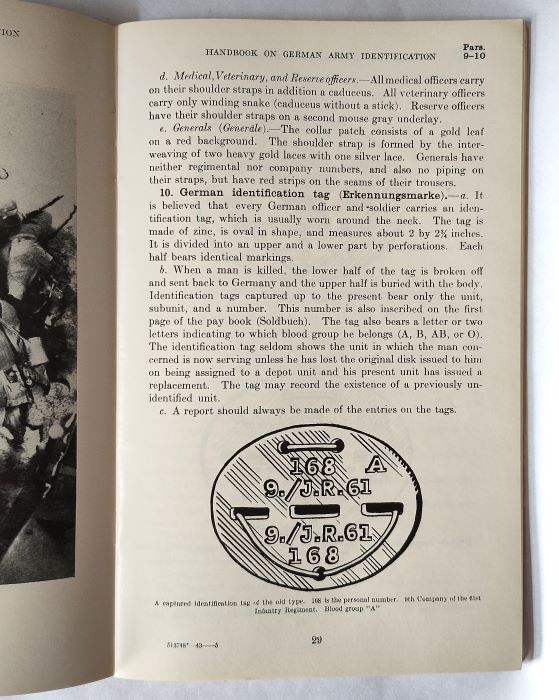 ION
HANDBOOK ON GERMAN ARMY IDENTIFICATION
Pars.
9–10
d. Medical, Veterinary, and Reserve officers.—All medical officers carry
on their shoulder straps in addition a caduceus. All veterinary officers
carry only winding snake (caduceus without a stick). Reserve officers
have their shoulder straps on a second mouse gray underlay.
e. Generals (Generäle).—The collar patch consists of a gold leaf
on a red background. The shoulder strap is formed by the inter-
weaving of two heavy gold laces with one silver lace. Generals have
neither regimental nor company numbers, and also no piping on
their straps, but have red strips on the seams of their trousers.
10. German identification tag (Erkennungsmarke).—a. It
is believed that every German officer and soldier carries an iden-
tification tag, which is usually worn around the neck. The tag is
made of zinc, is oval in shape, and measures about 2 by 2¾ inches.
It is divided into an upper and a lower part by perforations. Each
half bears identical markings.
b. When a man is killed, the lower half of the tag is broken off
and sent back to Germany and the upper half is buried with the body.
Identification tags captured up to the present bear only the unit,
subunit, and a number. This number is also inscribed on the first
page of the pay book (Soldbuch). The tag also bears a letter or two
letters indicating to which blood group he belongs (A, B, AB, or O).
The identification tag seldom shows the unit in which the man con-
cerned is now serving unless he has lost the original disk issued to him
on being assigned to a depot unit and his present unit has issued a
replacement. The tag may record the existence of a previously un-
identified unit.
c. A report should always be made of the entries on the tags.
168 A
9./J.R.61
9./J.R.61
168
A captured identification tag of the old type. 168 is the personal number. 9th Company of the 61st
Infantry Regiment. Blood group "A"
513748° 43——5
29